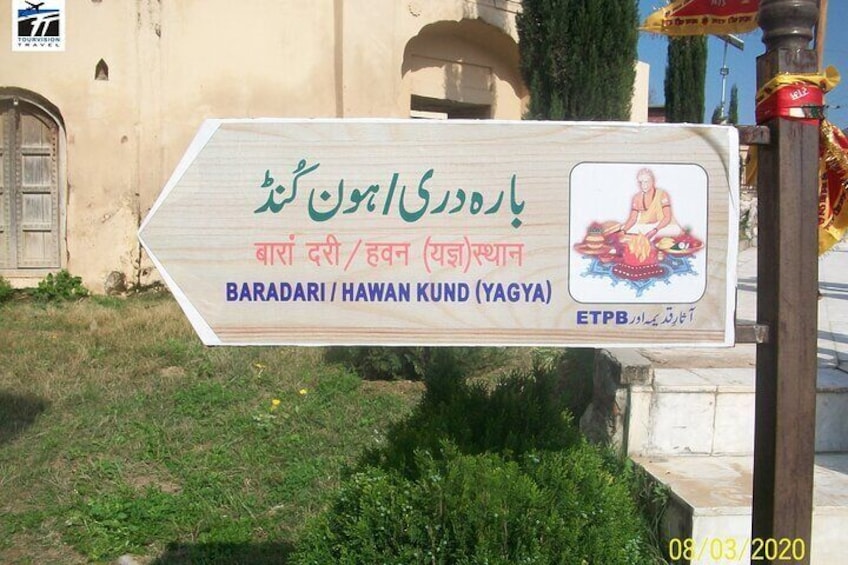 TOURVISION
TRAVEL
بارہ دری/ہون کُنڈ
बारां दरी / हवन (यज्ञ) स्थान
BARADARI / HAWAN KUND (YAGYA)
آثارِ قدیمہ اور ETPB
08/03/2020